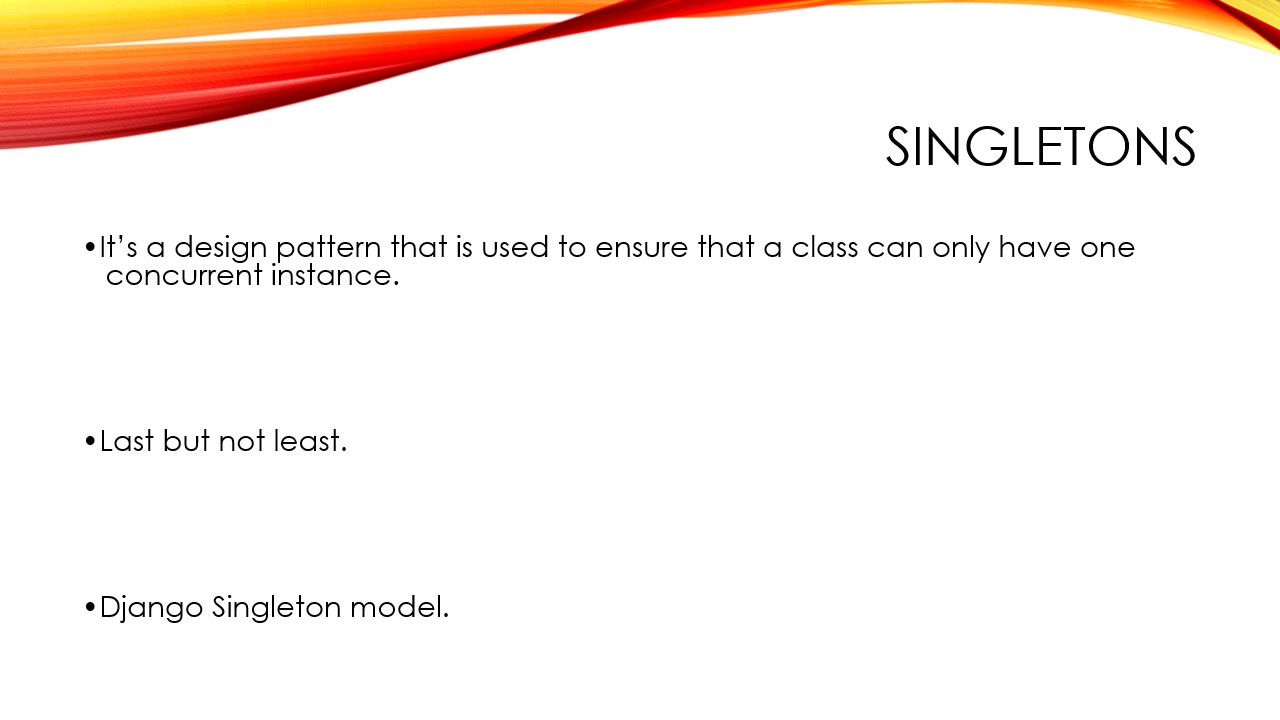 SINGLETONS
•It’s a design pattern that is used to ensure that a class can only have one
concurrent instance.
•Last but not least.
•Django Singleton model.